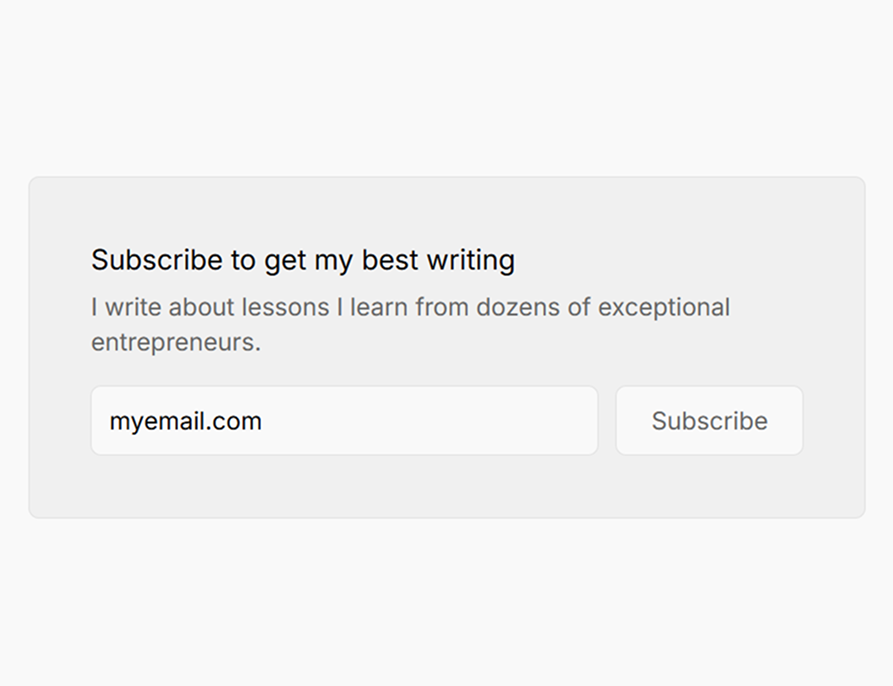 Subscribe to get my best writing
I write about lessons I learn from dozens of exceptional
entrepreneurs.
myemail.com
Subscribe